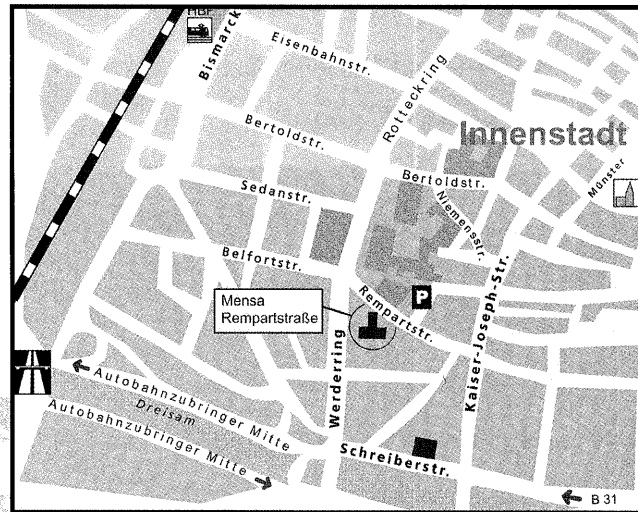 HBF
Bismarck
Eisenbahnstr.
Rotteckring
Innenstadt
Bertoldstr.
Bertoldstr.
Münster
Sedanstr.
Niemensstr.
Belfortstr.
Kaiser-Joseph-Str.
P
Mensa
Rempartstraße
Rempartstr.
Werderring
Autobahnzubringer Mitte
Dreisam
Autobahnzubringer Mitte
Schreiberstr.
B 31